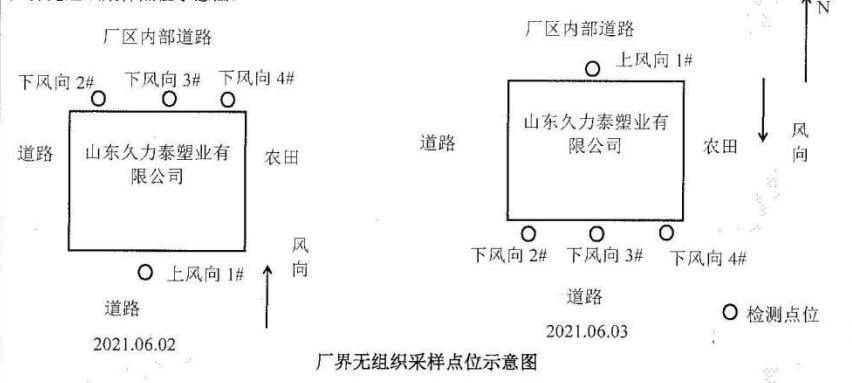 厂区内部道路
下风向 2#
下风向 3#
下风向 4#
道路
山东久力泰塑业有
限公司
农田
风
向
上风向 1#
道路
2021.06.02
N
厂区内部道路
上风向 1#
道路
山东久力泰塑业有
限公司
农田
风
向
下风向 2#
下风向 3#
下风向 4#
道路
2021.06.03
检测点位
厂界无组织采样点位示意图